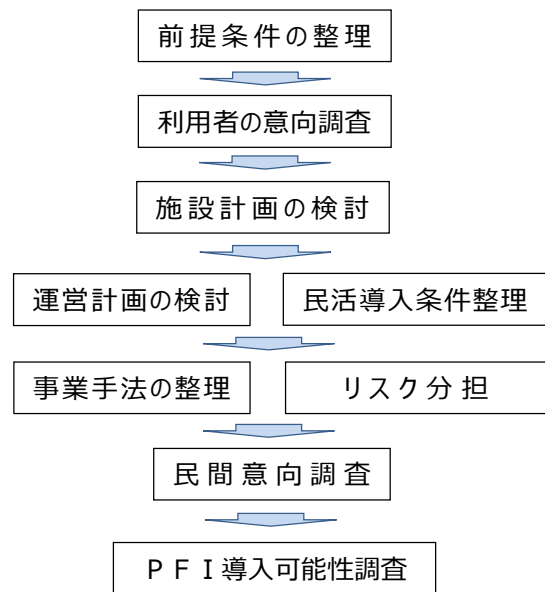 前提条件の整理
利用者の意向調査
施設計画の検討
運営計画の検討
民活導入条件整理
事業手法の整理
リスク分担
民間意向調査
ＰＦＩ導入可能性調査